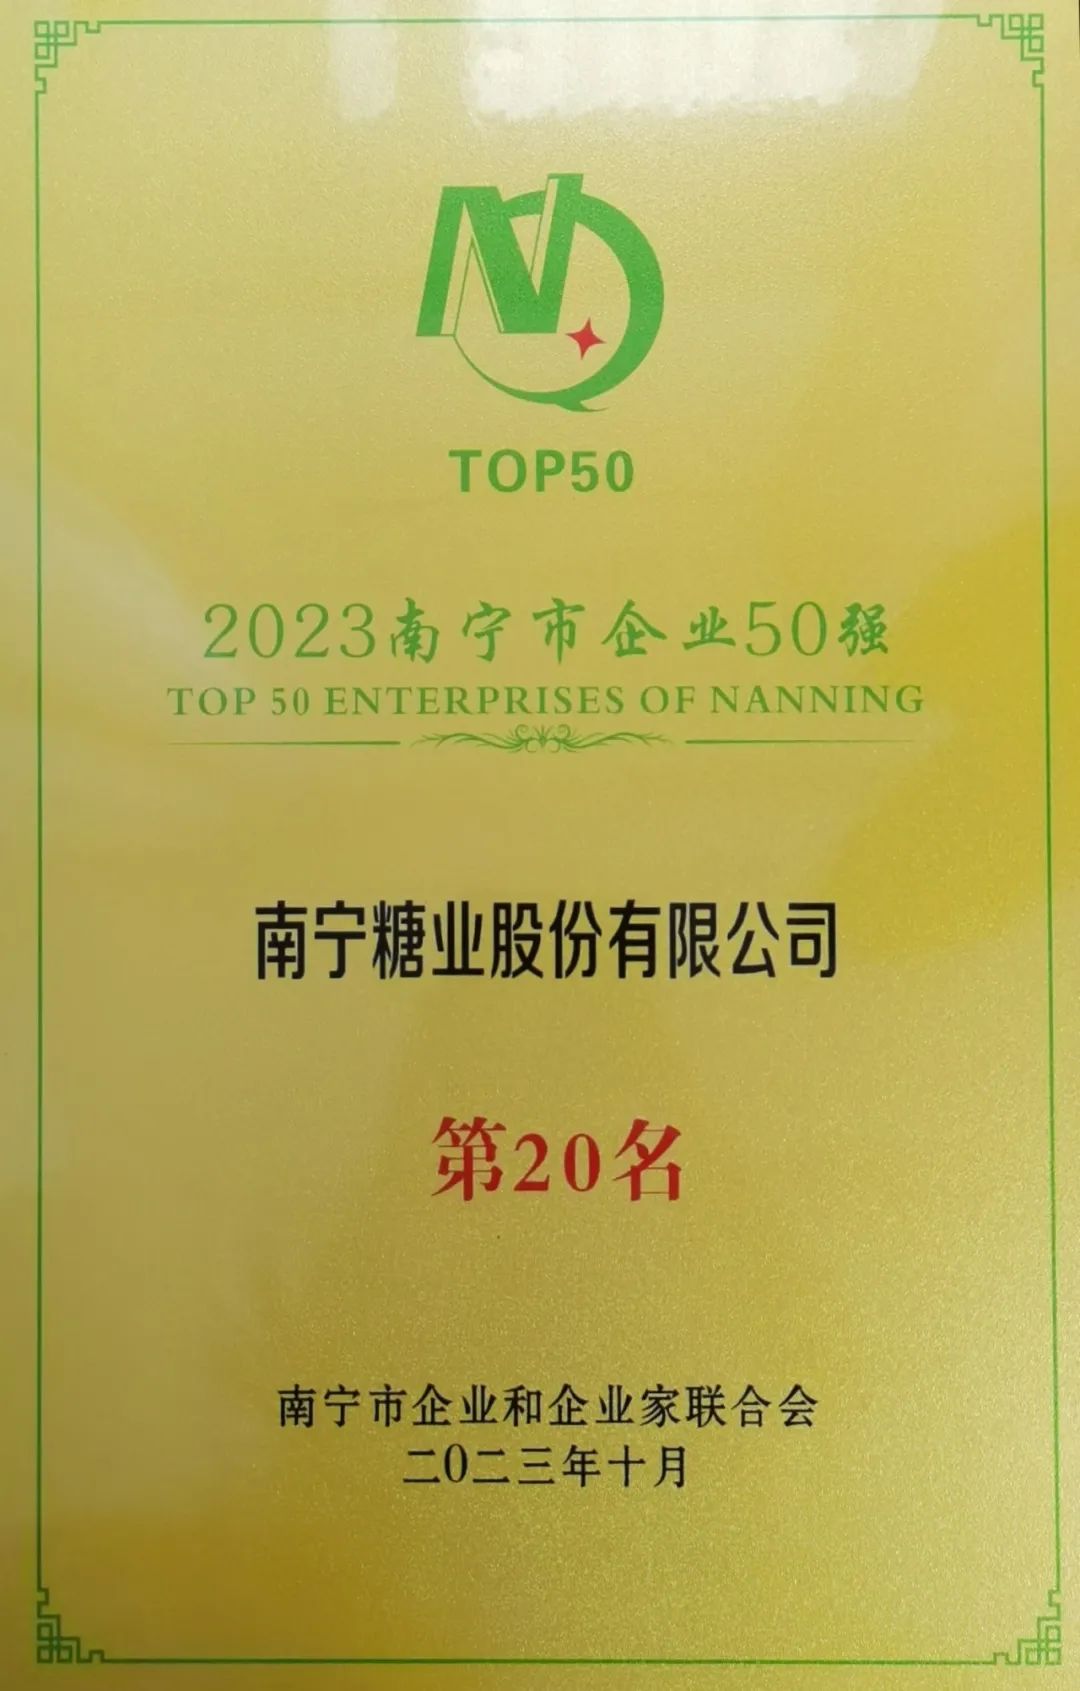 TOP50
2023南宁市企业50强
TOP 50 ENTERPRISES OF NANNING
南宁糖业股份有限公司
第20名
南宁市企业和企业家联合会
二〇二三年十月